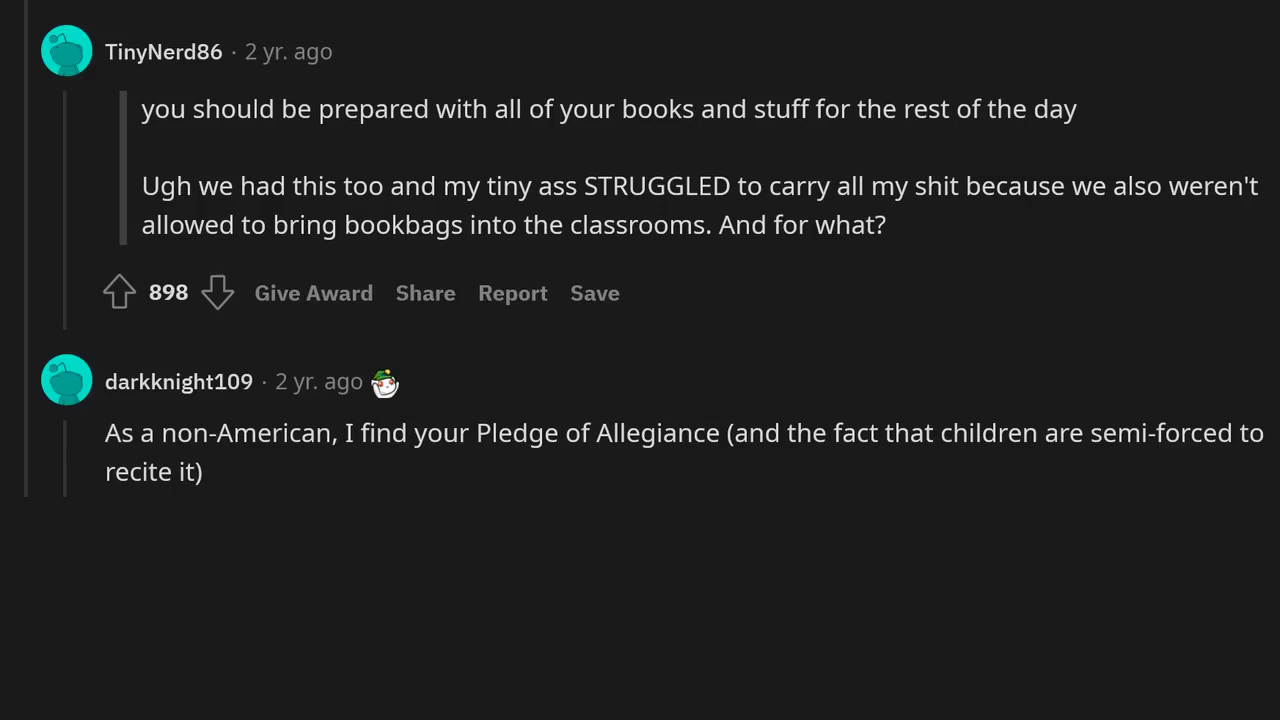 TinyNerd86 · 2 yr. ago
you should be prepared with all of your books and stuff for the rest of the day
Ugh we had this too and my tiny ass STRUGGLED to carry all my shit because we also weren't
allowed to bring bookbags into the classrooms. And for what?
898 Give Award Share Report Save
darkknight109 · 2 yr. ago
As a non-American, I find your Pledge of Allegiance (and the fact that children are semi-forced to
recite it)